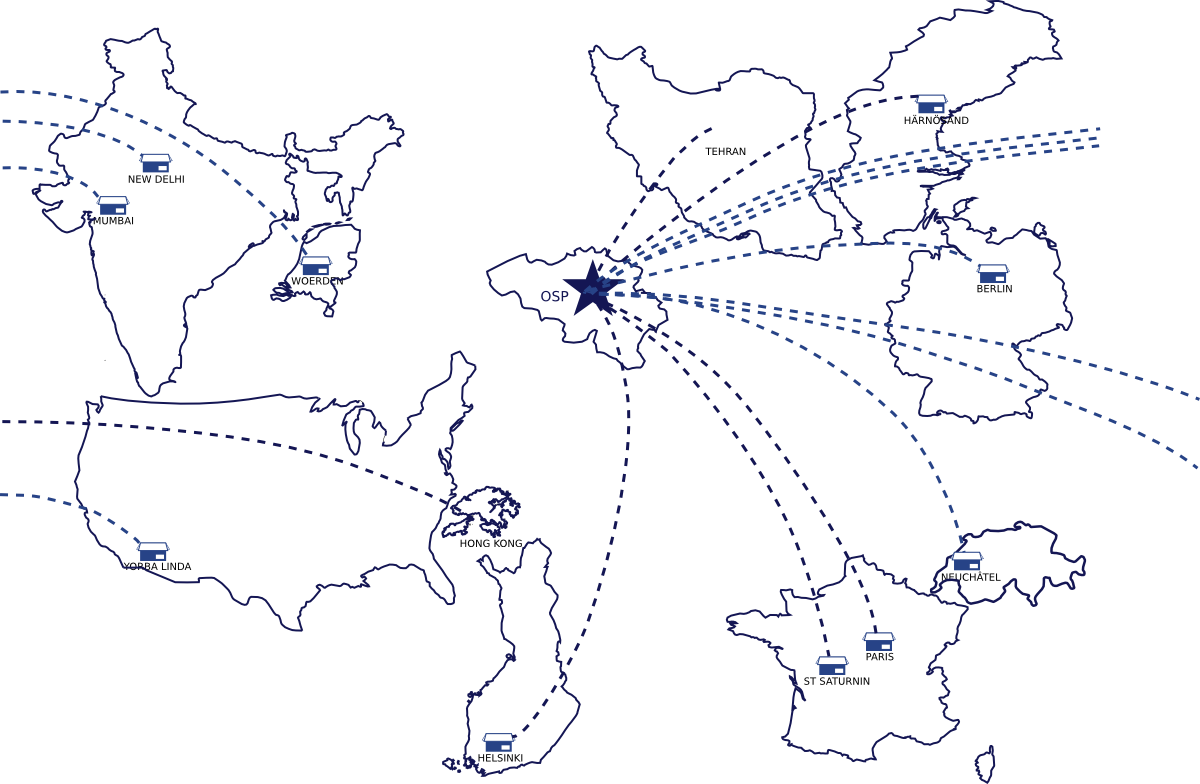 HÄRNÖSAND
TEHRAN
NEW DELHI
MUMBAI
WOERDEN
BERLIN
OSP
HONG KONG
YORBA LINDA
NEUCHÂTEL
PARIS
ST SATURNIN
HELSINKI